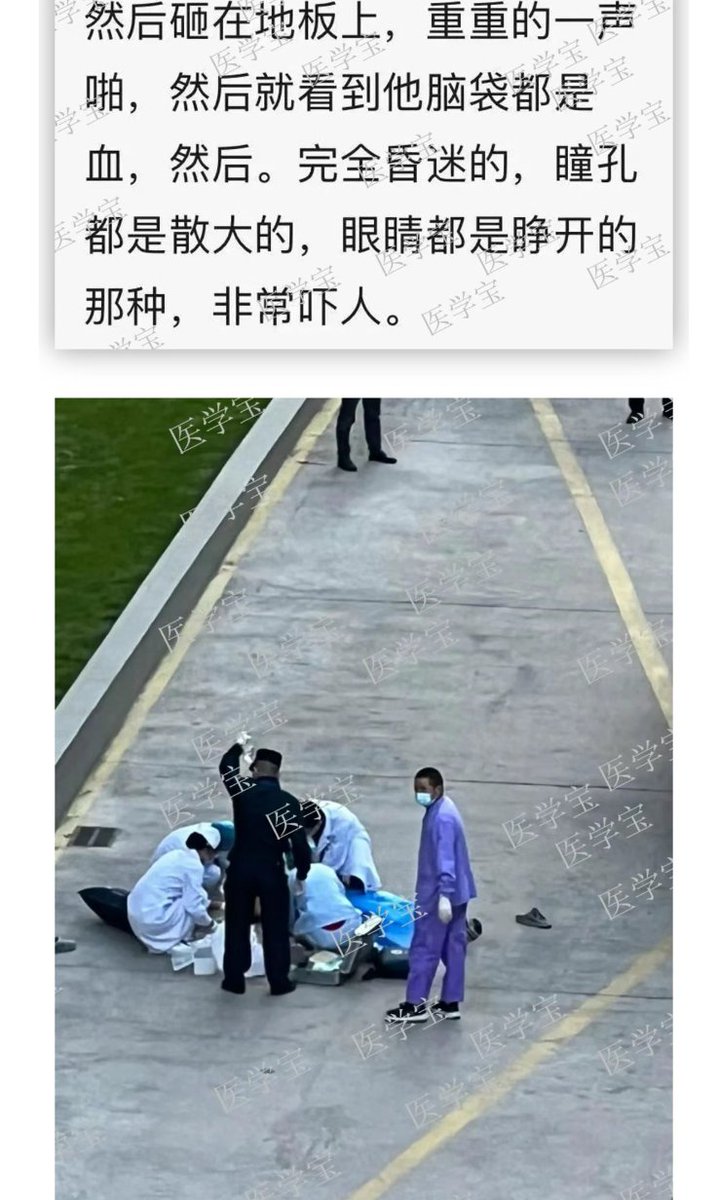 然后砸在地板上，重重的一声
啪，然后就看到他脑袋都是
血，然后。完全昏迷的，瞳孔
都是散大的，眼睛都是睁开的
那种，非常吓人。
医学宝